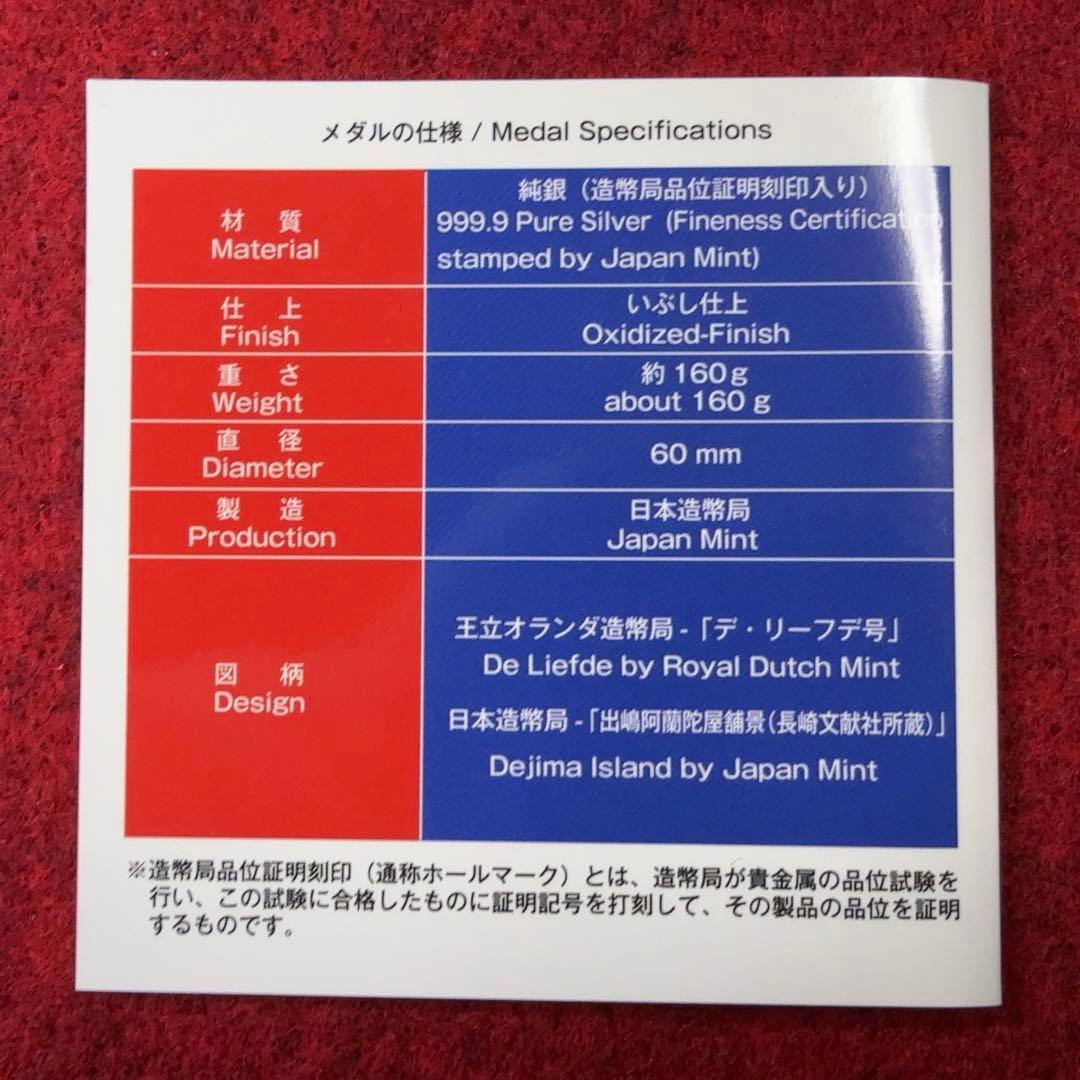 メダルの仕様 / Medal Specifications
材 質
Material
純銀（造幣局品位証明刻印入り）
999.9 Pure Silver (Fineness Certification
stamped by Japan Mint)
仕 上
Finish
いぶし仕上
Oxidized-Finish
重 さ
Weight
約 160g
about 160 g
直 径
Diameter
60 mm
製 造
Production
日本造幣局
Japan Mint
図 柄
Design
王立オランダ造幣局 -「デ・リーフデ号」
De Liefde by Royal Dutch Mint
日本造幣局 -「出嶋阿蘭陀屋舗景（長崎文献社所蔵）」
Dejima Island by Japan Mint
※造幣局品位証明刻印（通称ホールマーク）とは、造幣局が貴金属の品位試験を
行い、この試験に合格したものに証明記号を打刻して、その製品の品位を証明
するものです。